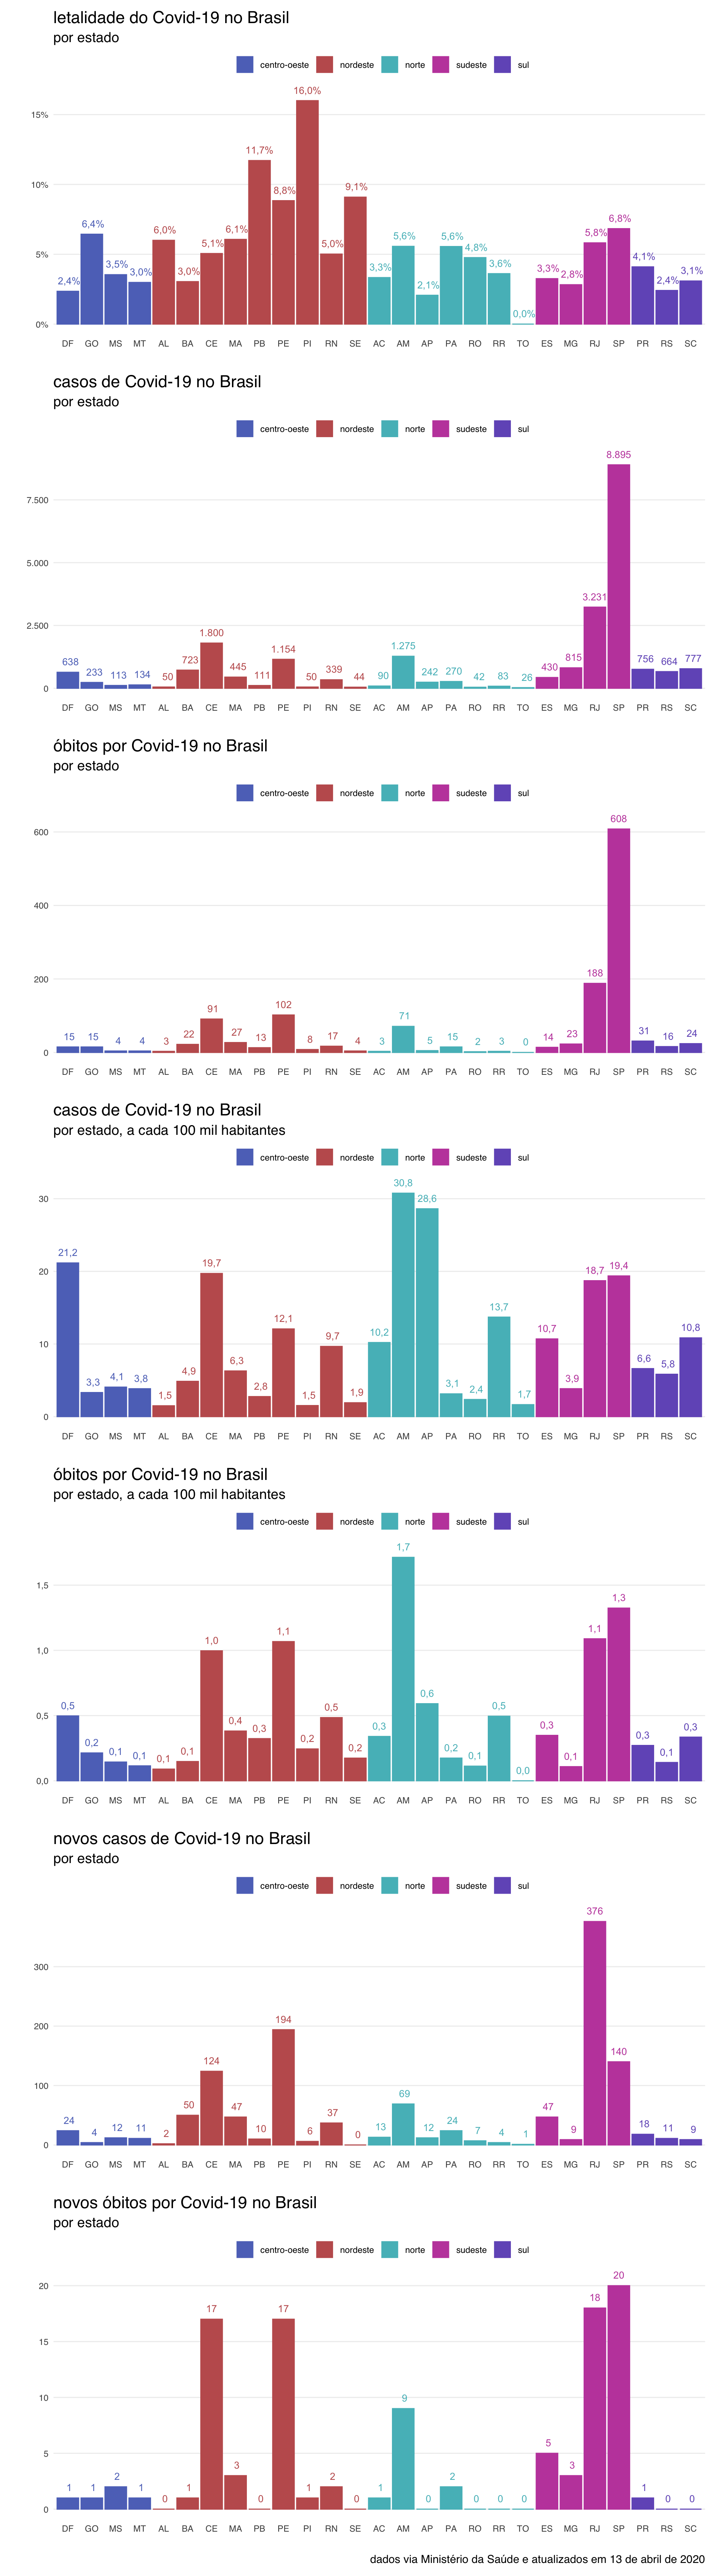 letalidade do Covid-19 no Brasil
por estado
centro-oeste nordeste norte sudeste sul
16,0%
15%
11,7%
10%
9,1%
8,8%
6,8%
6,4%
6,0% 6,1% 5,8%
5,6% 5,6%
5% 5,1% 5,0% 4,8%
4,1%
3,5% 3,6%
3,3% 3,3%
3,0% 3,0% 2,8% 3,1%
2,4% 2,1% 2,4%
0,0%
0%
DF GO MS MT AL BA CE MA PB PE PI RN SE AC AM AP PA RO RR TO ES MG RJ SP PR RS SC
casos de Covid-19 no Brasil
por estado
centro-oeste nordeste norte sudeste sul
8.895
7.500
5.000
3.231
2.500
1.800
1.275
1.154
638 233 113 134 50 723 445 111 50 339 44 90 242 270 42 83 26 430 815 756 664 777
0
DF GO MS MT AL BA CE MA PB PE PI RN SE AC AM AP PA RO RR TO ES MG RJ SP PR RS SC
óbitos por Covid-19 no Brasil
por estado
centro-oeste nordeste norte sudeste sul
608
600
400
200
188
102
91
71
15 15 4 4 3 22 27 13 8 17 4 3 5 15 2 3 0 14 23 31 16 24
0
DF GO MS MT AL BA CE MA PB PE PI RN SE AC AM AP PA RO RR TO ES MG RJ SP PR RS SC
casos de Covid-19 no Brasil
por estado, a cada 100 mil habitantes
centro-oeste nordeste norte sudeste sul
30,8
30
28,6
21,2
20
19,7 18,7 19,4
13,7
12,1
10,2 10,7 10,8
10
9,7
6,3 6,6
5,8
4,9
3,3 4,1 3,8 3,9
2,8 3,1
2,4
1,5 1,5 1,9 1,7
0
DF GO MS MT AL BA CE MA PB PE PI RN SE AC AM AP PA RO RR TO ES MG RJ SP PR RS SC
óbitos por Covid-19 no Brasil
por estado, a cada 100 mil habitantes
centro-oeste nordeste norte sudeste sul
1,7
1,5
1,3
1,1 1,1
1,0
1,0
0,6
0,5
0,5 0,5 0,5
0,4
0,3 0,3 0,3 0,3 0,3
0,2 0,2 0,2 0,2
0,1 0,1 0,1 0,1 0,1 0,1 0,1
0,0
0,0
DF GO MS MT AL BA CE MA PB PE PI RN SE AC AM AP PA RO RR TO ES MG RJ SP PR RS SC
novos casos de Covid-19 no Brasil
por estado
centro-oeste nordeste norte sudeste sul
376
300
200
194
140
124
100
69
24 4 12 11 2 50 47 10 6 37 0 13 12 24 7 4 1 47 9 18 11 9
0
DF GO MS MT AL BA CE MA PB PE PI RN SE AC AM AP PA RO RR TO ES MG RJ SP PR RS SC
novos óbitos por Covid-19 no Brasil
por estado
centro-oeste nordeste norte sudeste sul
20
20
18
17 17
15
10
9
5
5
3 3
2 2 2
1 1 1 1 1 1 1
0 0 0 0 0 0 0 0 0
0
DF GO MS MT AL BA CE MA PB PE PI RN SE AC AM AP PA RO RR TO ES MG RJ SP PR RS SC
dados via Ministério da Saúde e atualizados em 13 de abril de 2020